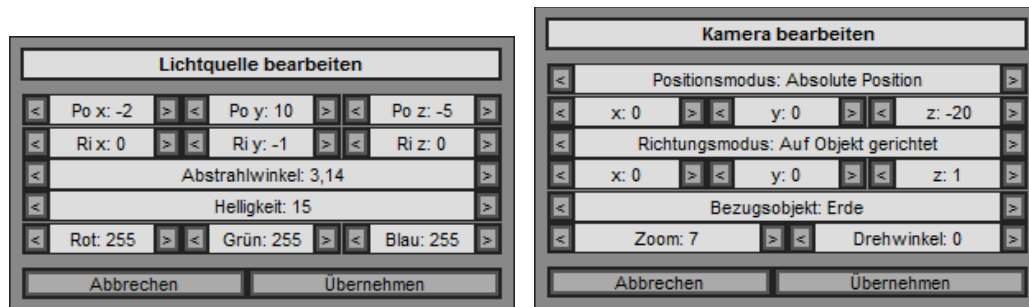 Lichtquelle bearbeiten
< Po x: -2 > < Po y: 10 > < Po z: -5 >
< Ri x: 0 > < Ri y: -1 > < Ri z: 0 >
< Abstrahlwinkel: 3,14 >
< Helligkeit: 15 >
< Rot: 255 > < Grün: 255 > < Blau: 255 >
Abbrechen Übernehmen
Kamera bearbeiten
< Positionsmodus: Absolute Position >
< x: 0 > < y: 0 > < z: -20 >
< Richtungsmodus: Auf Objekt gerichtet >
< x: 0 > < y: 0 > < z: 1 >
< Bezugsobjekt: Erde >
< Zoom: 7 > < Drehwinkel: 0 >
Abbrechen Übernehmen